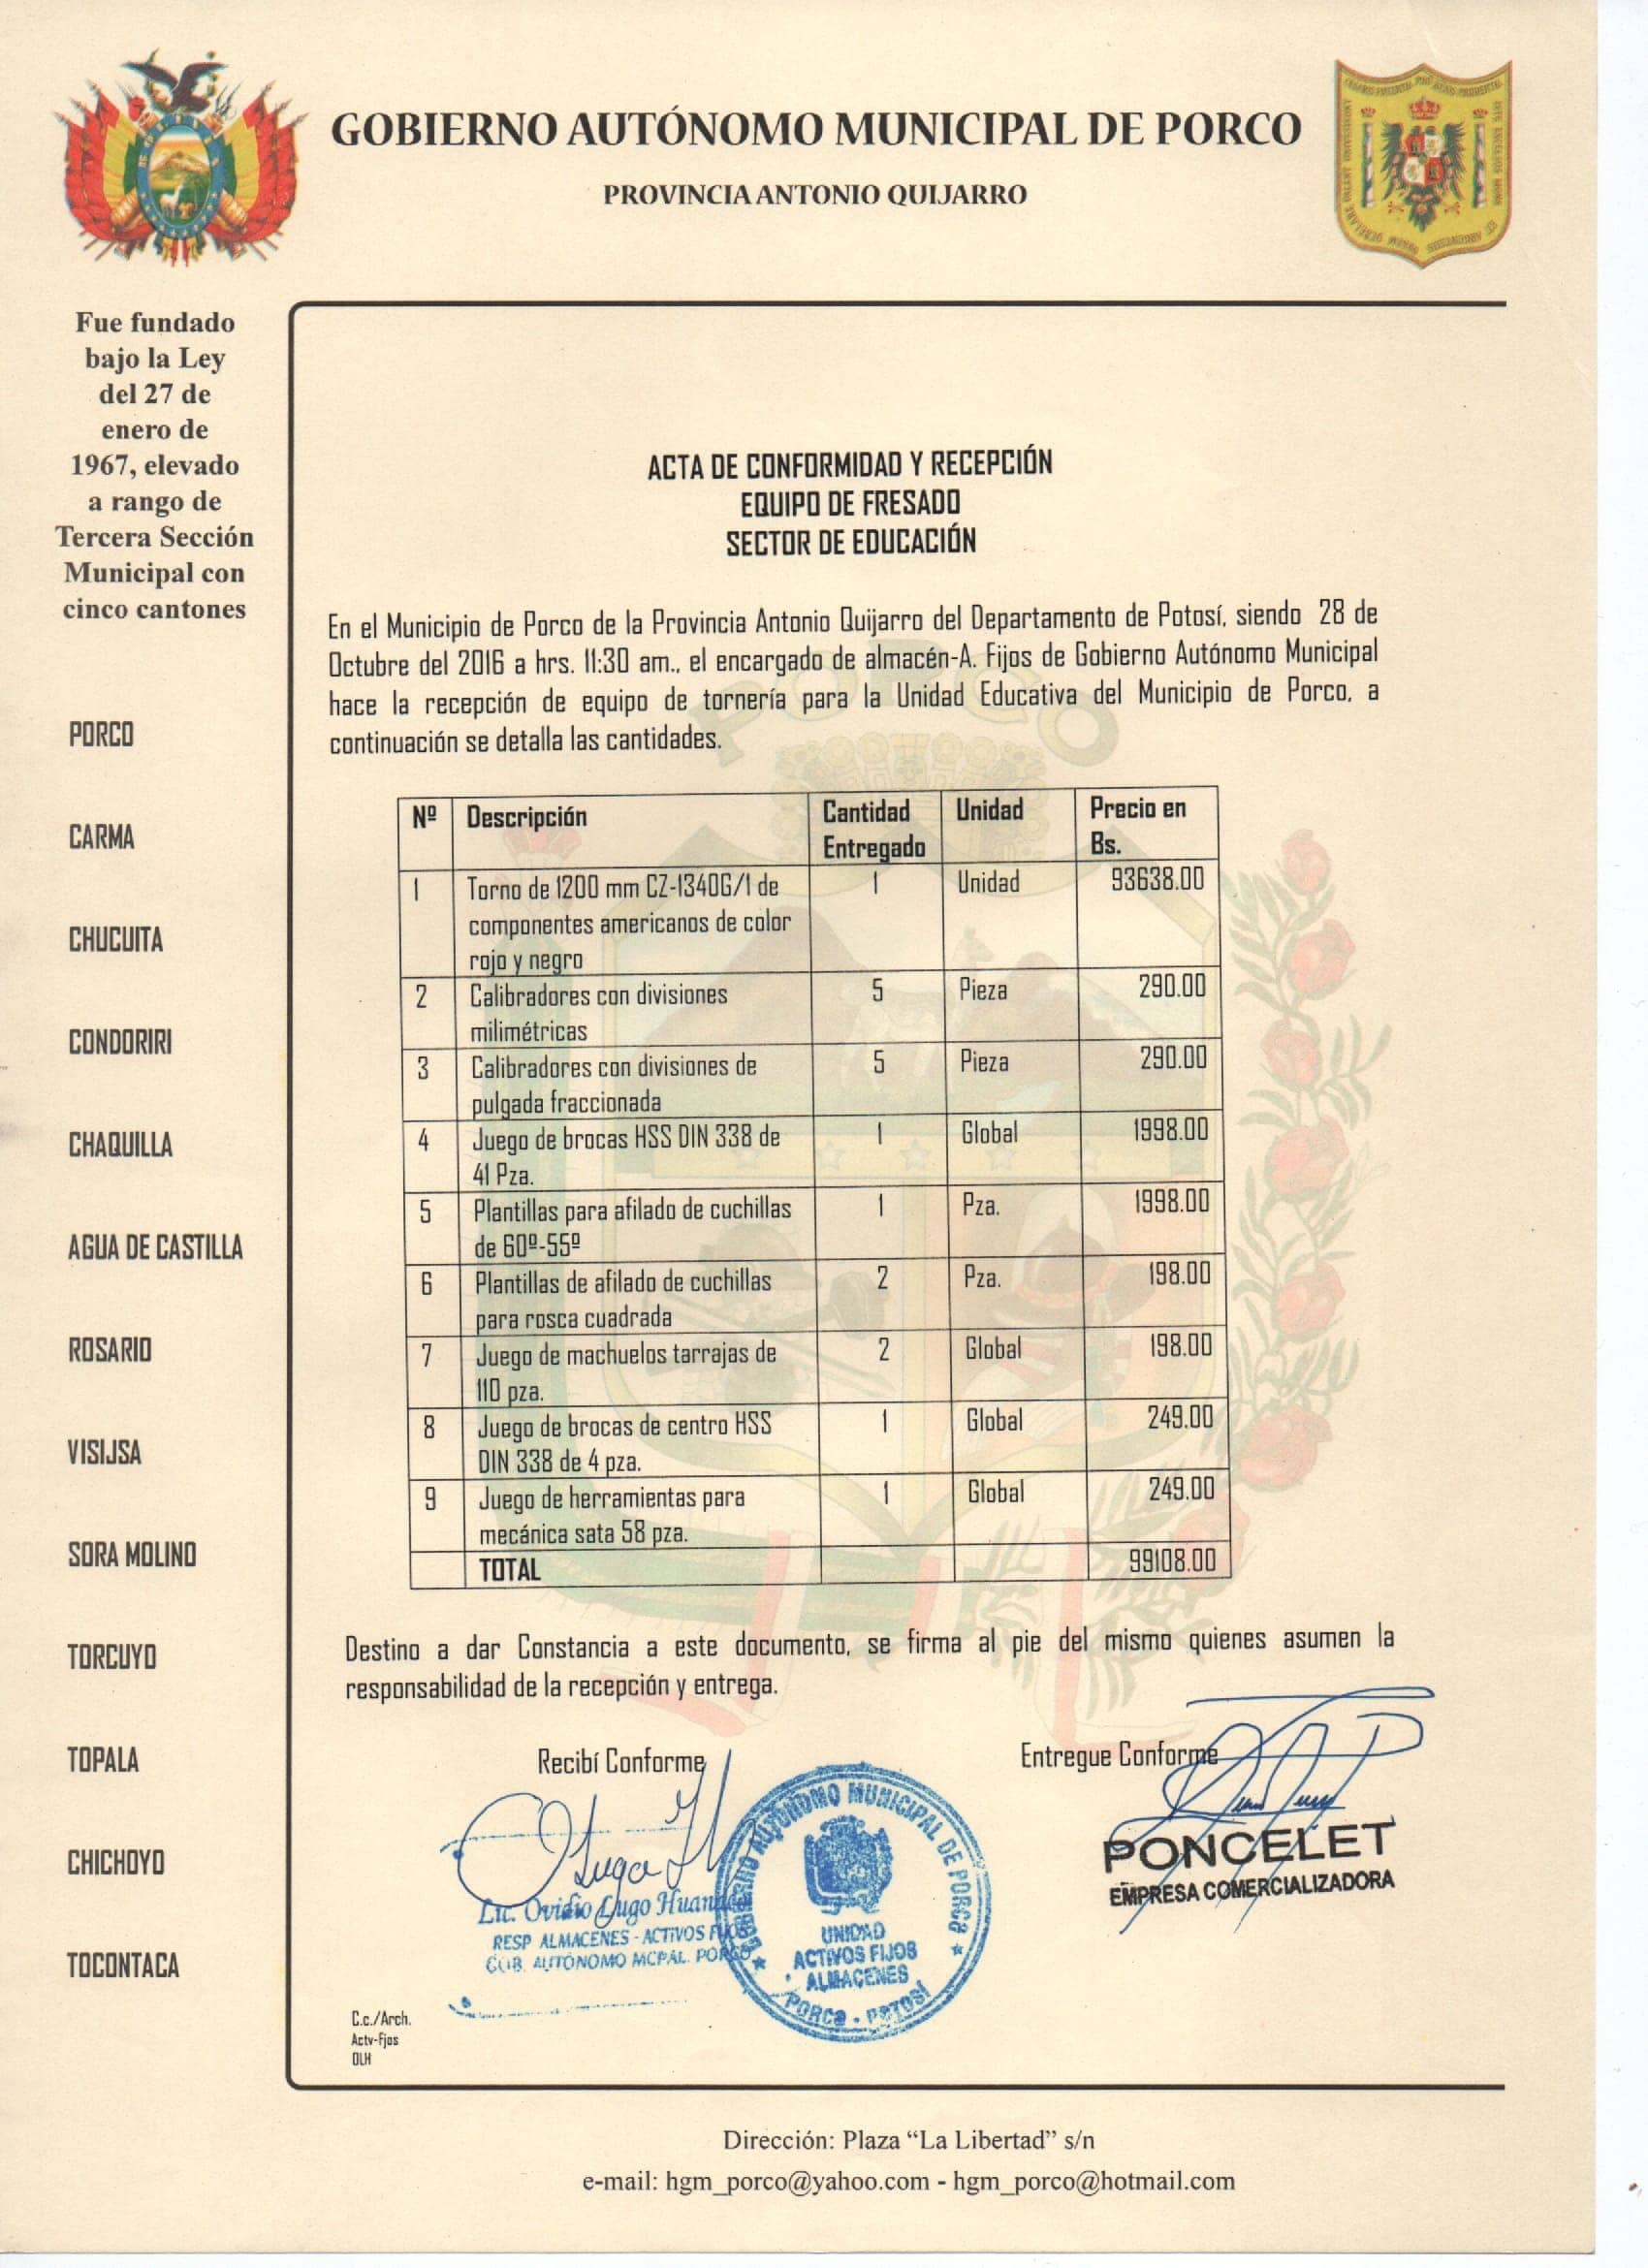 GOBIERNO AUTÓNOMO MUNICIPAL DE PORCO
PROVINCIA ANTONIO QUIJARRO
Fue fundado
bajo la Ley
del 27 de
enero de
1967, elevado
a rango de
Tercera Sección
Municipal con
cinco cantones
PORCO
CARMA
CHUCUITA
CONDORIRI
CHAQUILLA
AGUA DE CASTILLA
ROSARIO
VISIJSA
SORA MOLINO
TORCUYO
TOPALA
CHICHOYO
TOCONTACA
ACTA DE CONFORMIDAD Y RECEPCIÓN
EQUIPO DE FRESADO
SECTOR DE EDUCACIÓN
En el Municipio de Porco de la Provincia Antonio Quijarro del Departamento de Potosí, siendo 28 de
Octubre del 2016 a hrs. 11:30 am., el encargado de almacén-A. Fijos de Gobierno Autónomo Municipal
hace la recepción de equipo de tornería para la Unidad Educativa del Municipio de Porco, a
continuación se detalla las cantidades.
PORCO
Nº Descripción Cantidad Entregado Unidad Precio en Bs.
1 Torno de 1200 mm CZ-1340G/1 de 1 Unidad 93638.00
componentes americanos de color
rojo y negro
2 Calibradores con divisiones 5 Pieza 290.00
milimétricas
3 Calibradores con divisiones de 5 Pieza 290.00
pulgada fraccionada
4 Juego de brocas HSS DIN 338 de 1 Global 1998.00
41 Pza.
5 Plantillas para afilado de cuchillas 1 Pza. 1998.00
de 60º-55º
6 Plantillas de afilado de cuchillas 2 Pza. 198.00
para rosca cuadrada
7 Juego de machuelos tarrajas de 2 Global 198.00
110 pza.
8 Juego de brocas de centro HSS 1 Global 249.00
DIN 338 de 4 pza.
9 Juego de herramientas para 1 Global 249.00
mecánica sata 58 pza.
TOTAL 99108.00
Destino a dar Constancia a este documento, se firma al pie del mismo quienes asumen la
responsabilidad de la recepción y entrega.
Recibí Conforme
Entregue Conforme
Lic. Ovidio Lugo
RESP ALMACENES - ACTIVOS FIJOS
GOB. AUTÓNOMO MCPAL. PORCO
GOBIERNO AUTÓNOMO MUNICIPAL DE PORCO
UNIDAD
ACTIVOS FIJOS
ALMACENES
PORCO - POTOSÍ
PONCELET
EMPRESA COMERCIALIZADORA
C.c./Arch.
Actv-Fjos
OLH
Dirección: Plaza “La Libertad” s/n
e-mail: hgm_porco@yahoo.com - hgm_porco@hotmail.com